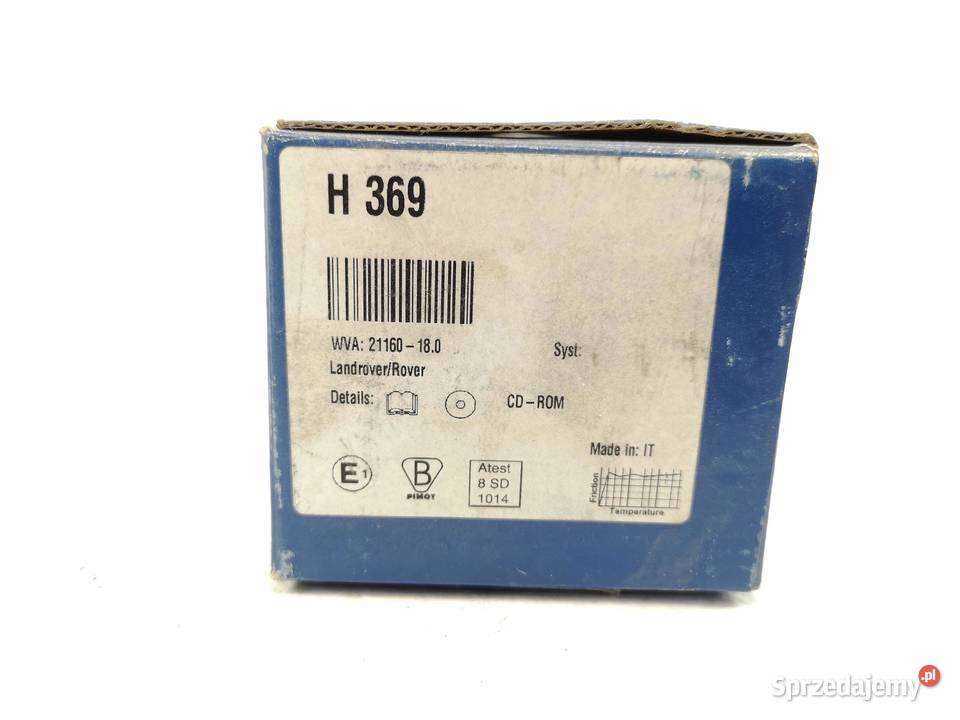 H 369
WVA: 21160-18.0
Syst:
Landrover/Rover
Details:
CD-ROM
Made in: IT
E1
B
PIMOT
Atest
8 SD
1014
Friction
Temperature
Sprzedajemy.pl